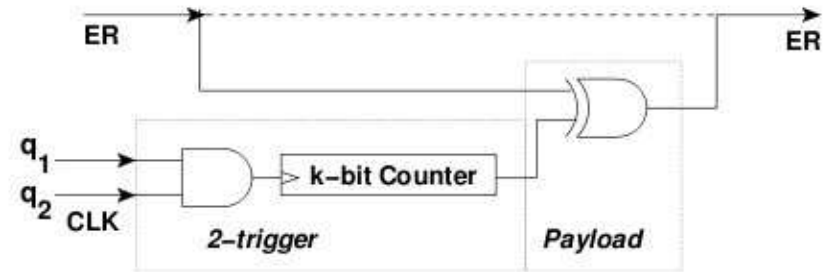 ER
ER
q1
q2
CLK
k-bit Counter
2-trigger
Payload